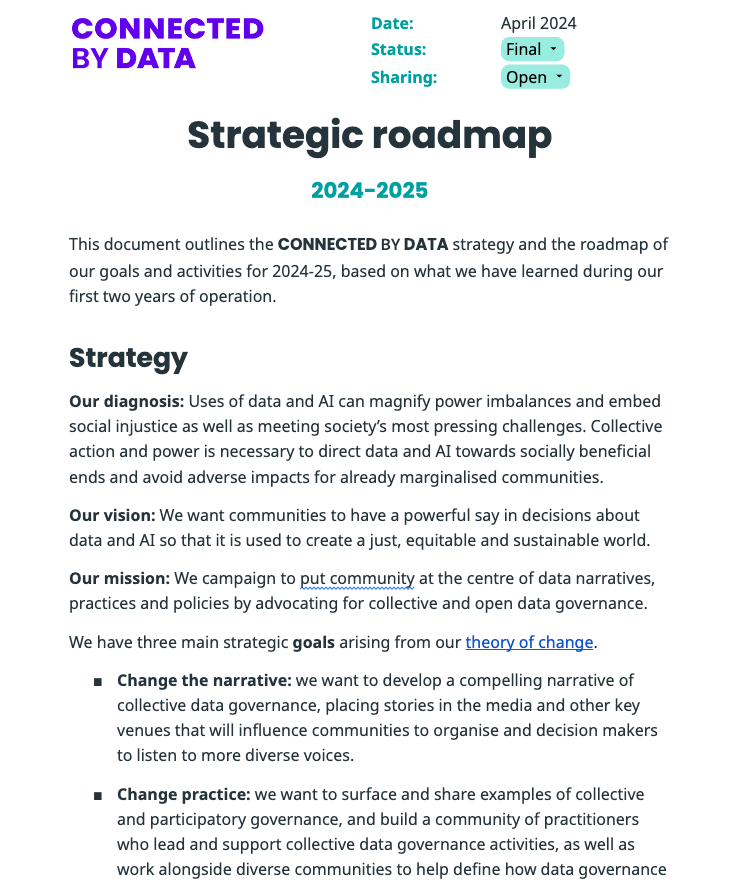 CONNECTED
BY DATA
Date: April 2024
Status: Final
Sharing: Open
Strategic roadmap
2024-2025
This document outlines the CONNECTED BY DATA strategy and the roadmap of
our goals and activities for 2024-25, based on what we have learned during our
first two years of operation.
Strategy
Our diagnosis: Uses of data and AI can magnify power imbalances and embed
social injustice as well as meeting society’s most pressing challenges. Collective
action and power is necessary to direct data and AI towards socially beneficial
ends and avoid adverse impacts for already marginalised communities.
Our vision: We want communities to have a powerful say in decisions about
data and AI so that it is used to create a just, equitable and sustainable world.
Our mission: We campaign to put community at the centre of data narratives,
practices and policies by advocating for collective and open data governance.
We have three main strategic goals arising from our theory of change.
■ Change the narrative: we want to develop a compelling narrative of
collective data governance, placing stories in the media and other key
venues that will influence communities to organise and decision makers
to listen to more diverse voices.
■ Change practice: we want to surface and share examples of collective
and participatory governance, and build a community of practitioners
who lead and support collective data governance activities, as well as
work alongside diverse communities to help define how data governance